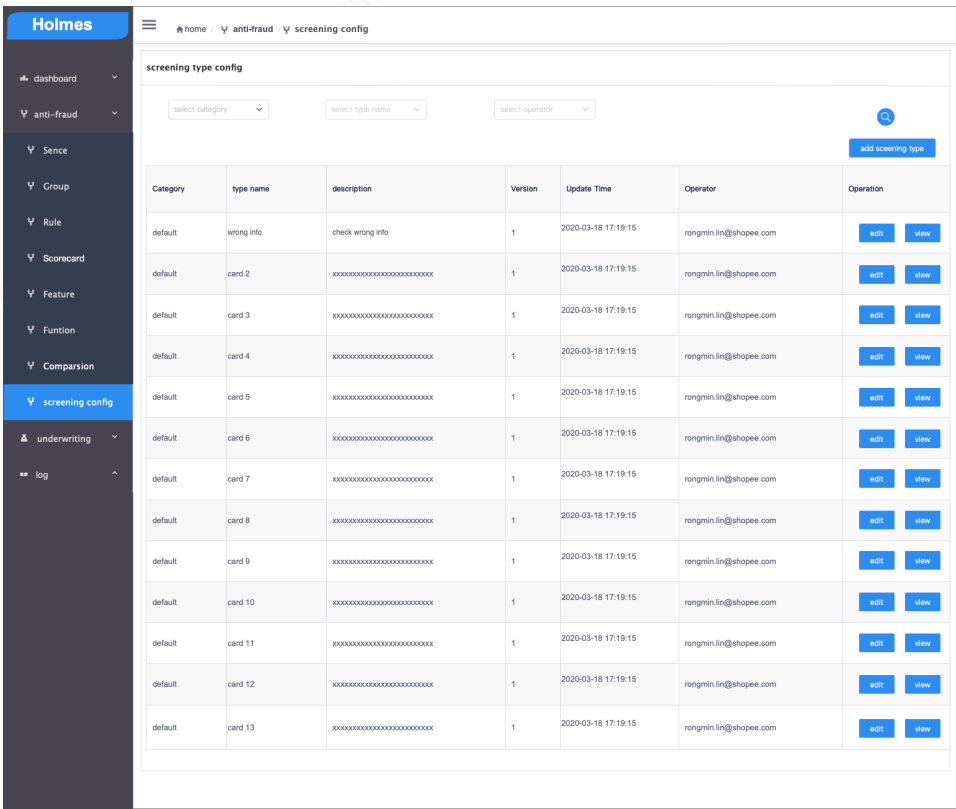 Holmes
home / anti-fraud / screening config
dashboard
anti-fraud
Sence
Group
Rule
Scorecard
Feature
Funtion
Comparsion
screening config
underwriting
log
screening type config
select category select type name select operator
add sceening type
Category type name description Version Update Time Operator Operation
default wrong info check wrong info 1 2020-03-18 17:19:15 rongmin.lin@shopee.com edit view
default card 2 xxxxxxxxxxxxxxxxxxxxxxxxx 1 2020-03-18 17:19:15 rongmin.lin@shopee.com edit view
default card 3 xxxxxxxxxxxxxxxxxxxxxxxxx 1 2020-03-18 17:19:15 rongmin.lin@shopee.com edit view
default card 4 xxxxxxxxxxxxxxxxxxxxxxxxx 1 2020-03-18 17:19:15 rongmin.lin@shopee.com edit view
default card 5 xxxxxxxxxxxxxxxxxxxxxxxxx 1 2020-03-18 17:19:15 rongmin.lin@shopee.com edit view
default card 6 xxxxxxxxxxxxxxxxxxxxxxxxx 1 2020-03-18 17:19:15 rongmin.lin@shopee.com edit view
default card 7 xxxxxxxxxxxxxxxxxxxxxxxxx 1 2020-03-18 17:19:15 rongmin.lin@shopee.com edit view
default card 8 xxxxxxxxxxxxxxxxxxxxxxxxx 1 2020-03-18 17:19:15 rongmin.lin@shopee.com edit view
default card 9 xxxxxxxxxxxxxxxxxxxxxxxxx 1 2020-03-18 17:19:15 rongmin.lin@shopee.com edit view
default card 10 xxxxxxxxxxxxxxxxxxxxxxxxx 1 2020-03-18 17:19:15 rongmin.lin@shopee.com edit view
default card 11 xxxxxxxxxxxxxxxxxxxxxxxxx 1 2020-03-18 17:19:15 rongmin.lin@shopee.com edit view
default card 12 xxxxxxxxxxxxxxxxxxxxxxxxx 1 2020-03-18 17:19:15 rongmin.lin@shopee.com edit view
default card 13 xxxxxxxxxxxxxxxxxxxxxxxxx 1 2020-03-18 17:19:15 rongmin.lin@shopee.com edit view